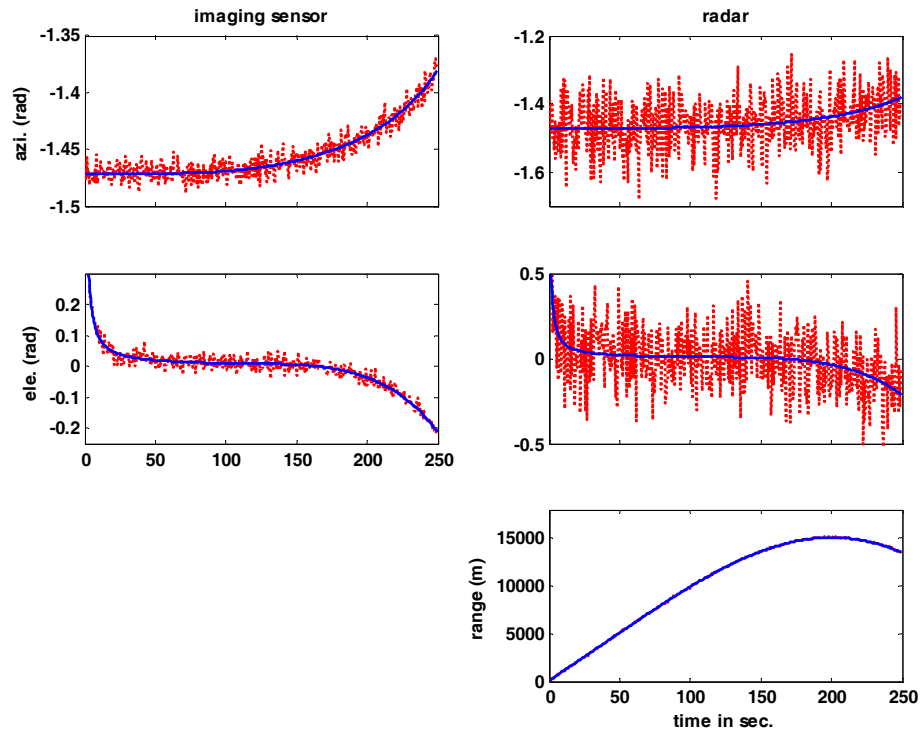 imaging sensor
radar
-1.35
-1.4
-1.45
-1.5
azi. (rad)
-1.2
-1.4
-1.6
0.2
0.1
0
-0.1
-0.2
ele. (rad)
0 50 100 150 200 250
0.5
0
-0.5
15000
10000
5000
0
range (m)
0 50 100 150 200 250
time in sec.